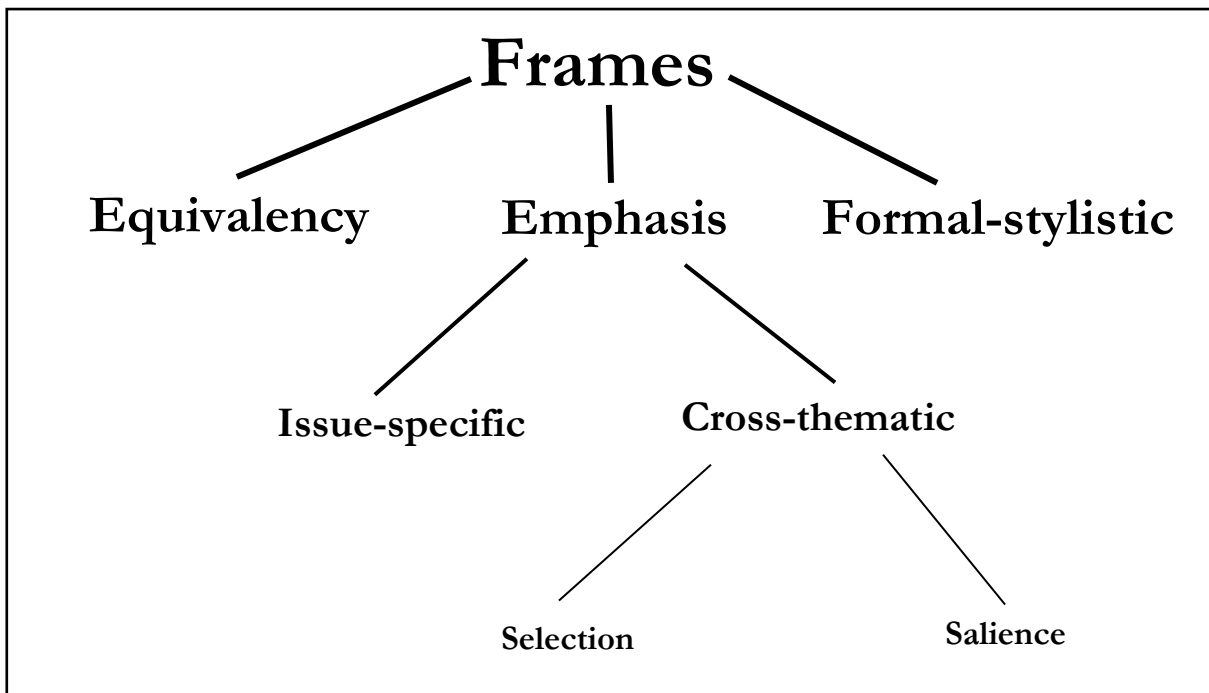 Frames
Equivalency Emphasis Formal-stylistic
Issue-specific Cross-thematic
Selection Salience